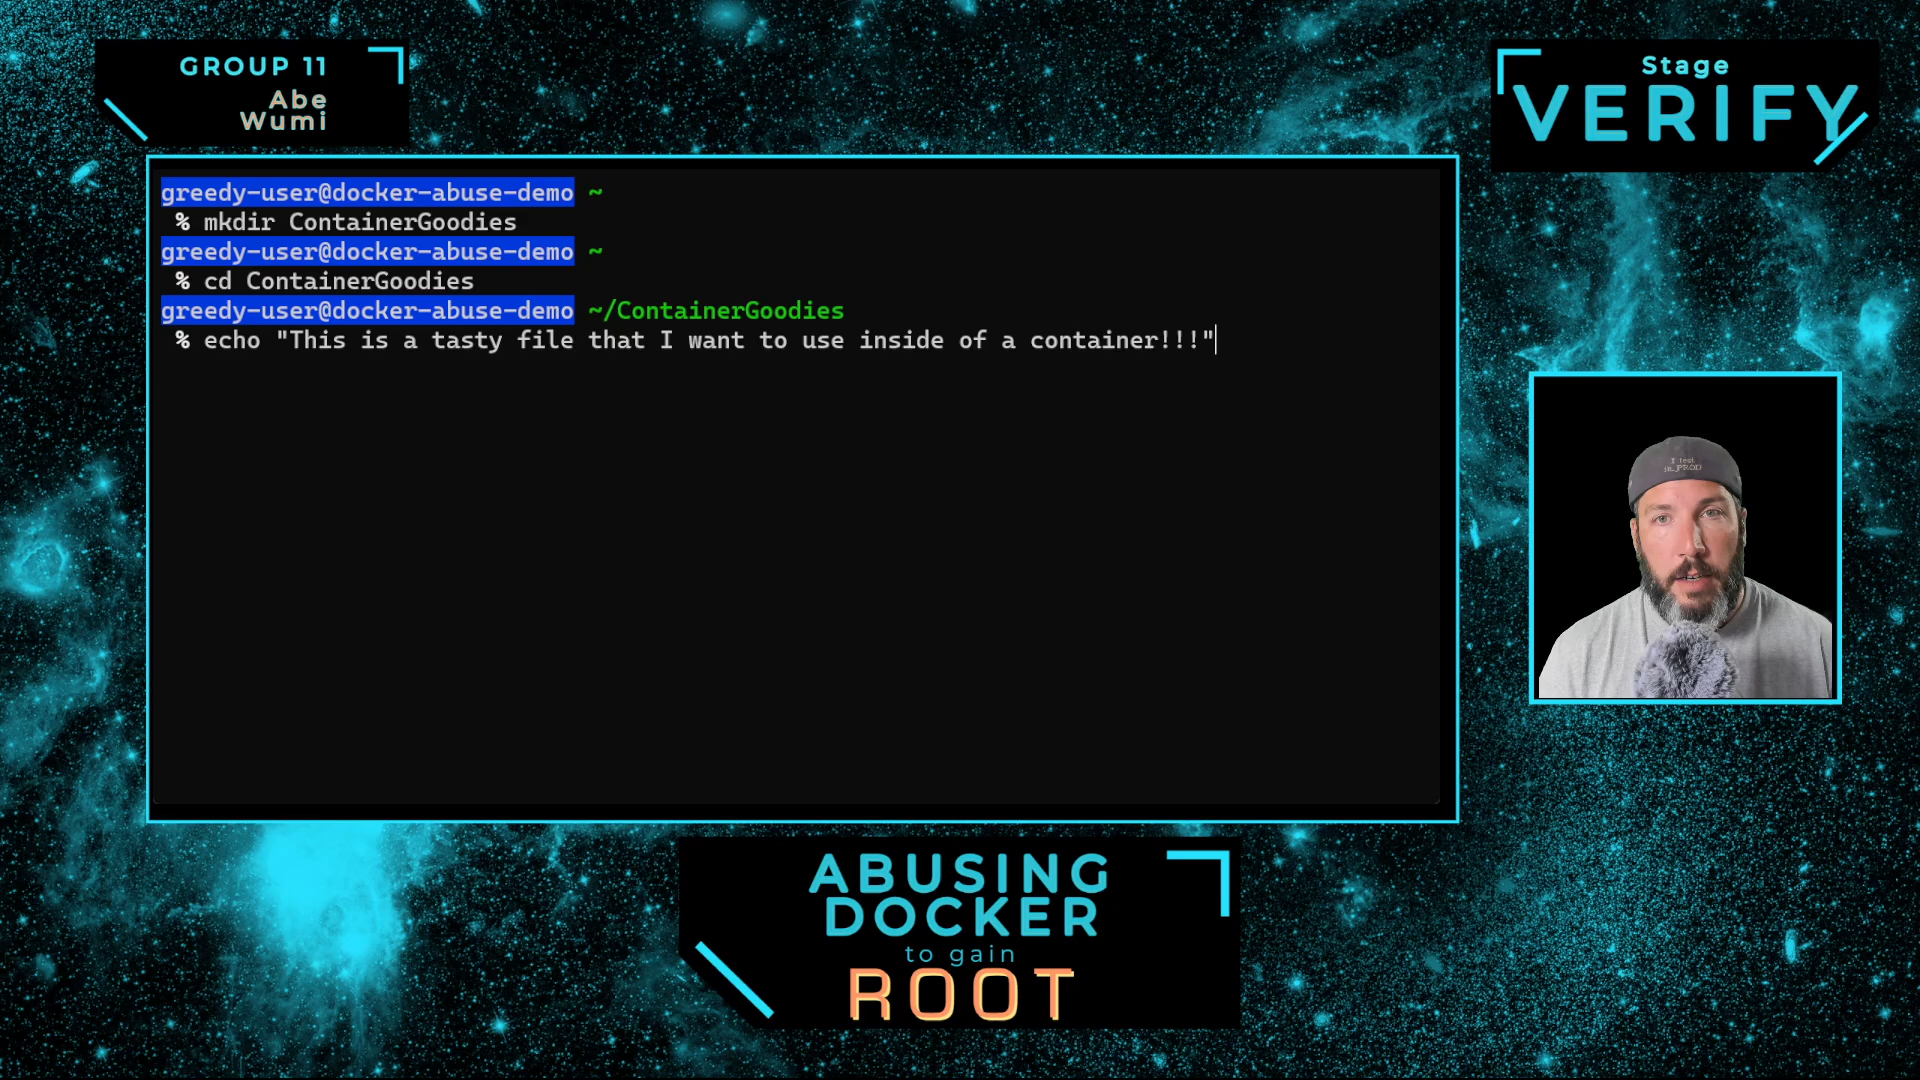 GROUP 11
Abe
Wumi
Stage
VERIFY
greedy-user@docker-abuse-demo ~
% mkdir ContainerGoodies
greedy-user@docker-abuse-demo ~
% cd ContainerGoodies
greedy-user@docker-abuse-demo ~/ContainerGoodies
% echo "This is a tasty file that I want to use inside of a container!!!"
I test
in_PROD
ABUSING
DOCKER
to gain
ROOT